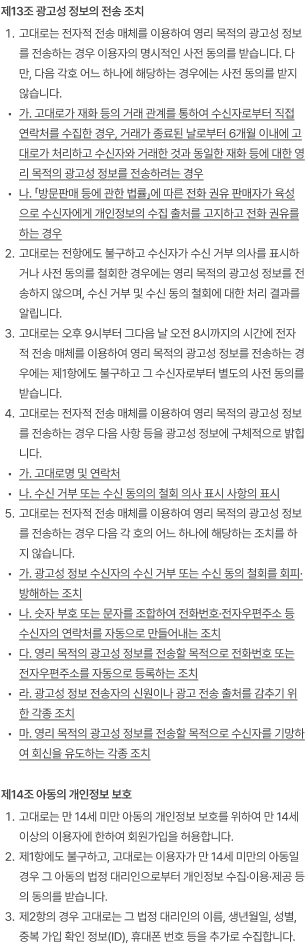 제13조 광고성 정보의 전송 조치
1. 고대로는 전자적 전송 매체를 이용하여 영리 목적의 광고성 정보
를 전송하는 경우 이용자의 명시적인 사전 동의를 받습니다. 다
만, 다음 각호 어느 하나에 해당하는 경우에는 사전 동의를 받지
않습니다.
• 가. 고대로가 재화 등의 거래 관계를 통하여 수신자로부터 직접
연락처를 수집한 경우, 거래가 종료된 날로부터 6개월 이내에 고
대로가 처리하고 수신자와 거래한 것과 동일한 재화 등에 대한 영
리 목적의 광고성 정보를 전송하려는 경우
• 나. 「방문판매 등에 관한 법률」에 따른 전화 권유 판매자가 육성
으로 수신자에게 개인정보의 수집 출처를 고지하고 전화 권유를
하는 경우
2. 고대로는 전항에도 불구하고 수신자가 수신 거부 의사를 표시하
거나 사전 동의를 철회한 경우에는 영리 목적의 광고성 정보를 전
송하지 않으며, 수신 거부 및 수신 동의 철회에 대한 처리 결과를
알립니다.
3. 고대로는 오후 9시부터 그다음 날 오전 8시까지의 시간에 전자
적 전송 매체를 이용하여 영리 목적의 광고성 정보를 전송하는 경
우에는 제1항에도 불구하고 그 수신자로부터 별도의 사전 동의를
받습니다.
4. 고대로는 전자적 전송 매체를 이용하여 영리 목적의 광고성 정보
를 전송하는 경우 다음 사항 등을 광고성 정보에 구체적으로 밝힙
니다.
• 가. 고대로명 및 연락처
• 나. 수신 거부 또는 수신 동의의 철회 의사 표시 사항의 표시
5. 고대로는 전자적 전송 매체를 이용하여 영리 목적의 광고성 정보
를 전송하는 경우 다음 각 호의 어느 하나에 해당하는 조치를 하
지 않습니다.
• 가. 광고성 정보 수신자의 수신 거부 또는 수신 동의 철회를 회피·
방해하는 조치
• 나. 숫자 부호 또는 문자를 조합하여 전화번호·전자우편주소 등
수신자의 연락처를 자동으로 만들어내는 조치
• 다. 영리 목적의 광고성 정보를 전송할 목적으로 전화번호 또는
전자우편주소를 자동으로 등록하는 조치
• 라. 광고성 정보 전송자의 신원이나 광고 전송 출처를 감추기 위
한 각종 조치
• 마. 영리 목적의 광고성 정보를 전송할 목적으로 수신자를 기망하
여 회신을 유도하는 각종 조치
제14조 아동의 개인정보 보호
1. 고대로는 만 14세 미만 아동의 개인정보 보호를 위하여 만 14세
이상의 이용자에 한하여 회원가입을 허용합니다.
2. 제1항에도 불구하고, 고대로는 이용자가 만 14세 미만의 아동일
경우 그 아동의 법정 대리인으로부터 개인정보 수집·이용·제공 등
의 동의를 받습니다.
3. 제2항의 경우 고대로는 그 법정 대리인의 이름, 생년월일, 성별,
중복 가입 확인 정보(ID), 휴대폰 번호 등을 추가로 수집합니다.